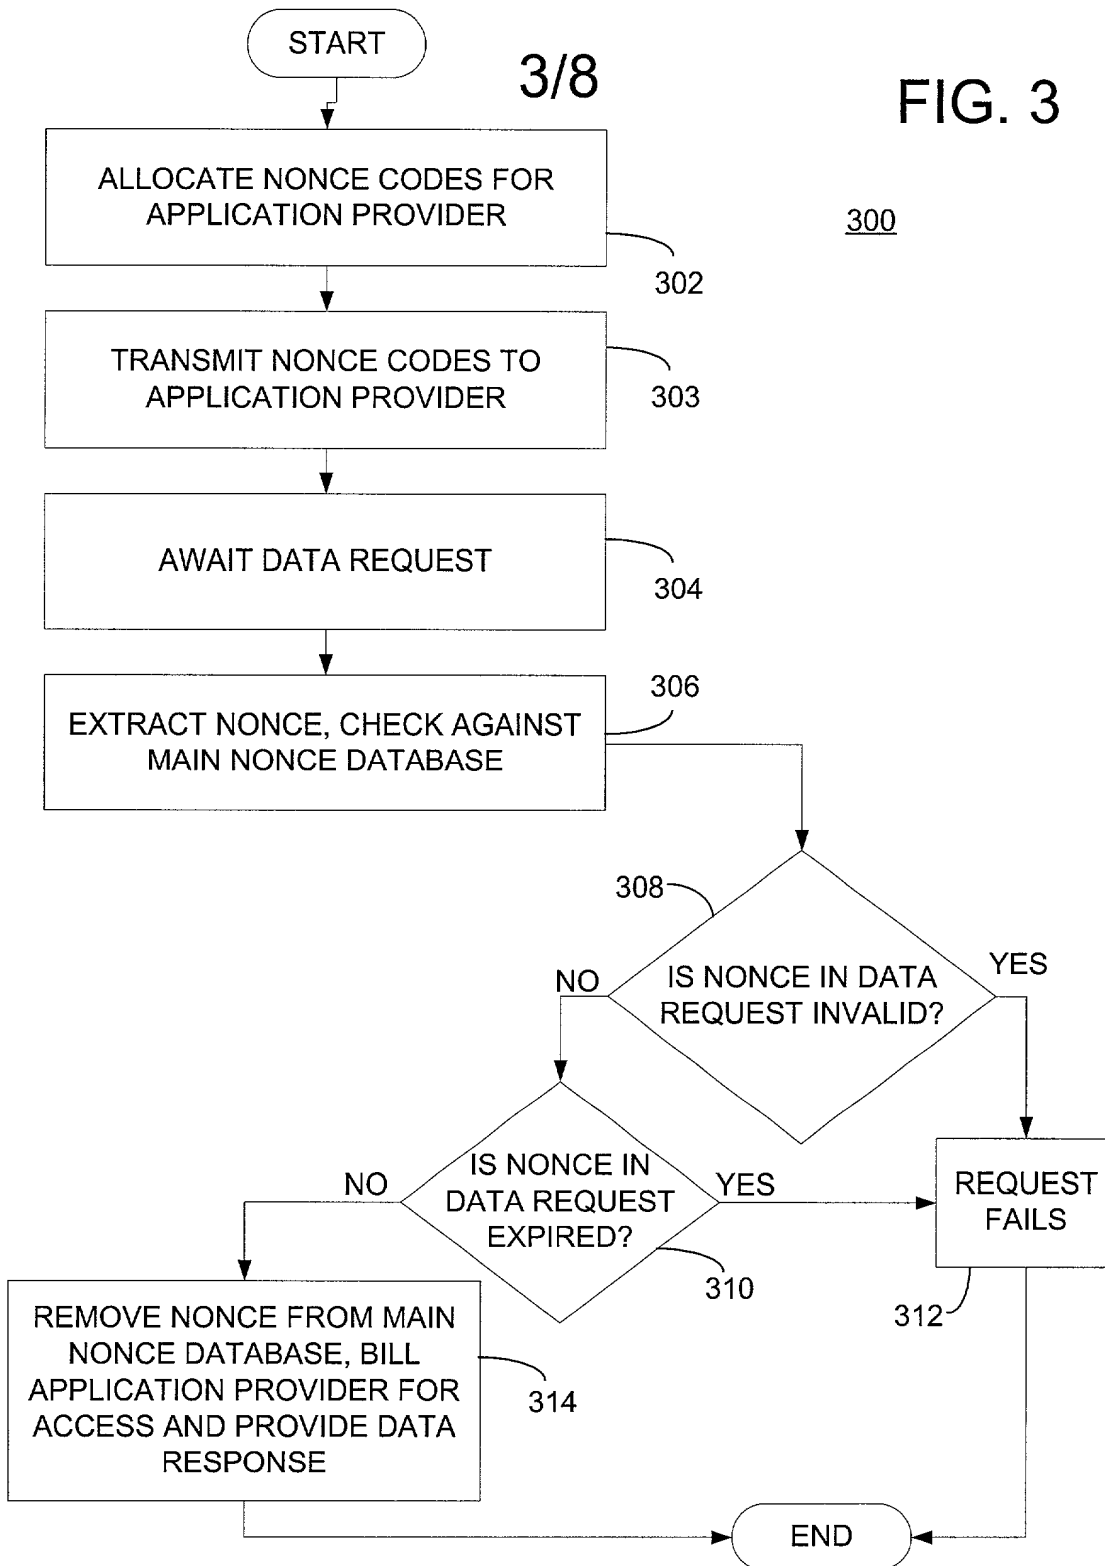 START
3/8
FIG. 3
300
ALLOCATE NONCE CODES FOR
APPLICATION PROVIDER
302
TRANSMIT NONCE CODES TO
APPLICATION PROVIDER
303
AWAIT DATA REQUEST
304
EXTRACT NONCE, CHECK AGAINST
MAIN NONCE DATABASE
306
308
IS NONCE IN DATA
REQUEST INVALID?
NO
YES
IS NONCE IN
DATA REQUEST
EXPIRED?
NO
YES
310
REQUEST
FAILS
312
REMOVE NONCE FROM MAIN
NONCE DATABASE, BILL
APPLICATION PROVIDER FOR
ACCESS AND PROVIDE DATA
RESPONSE
314
END